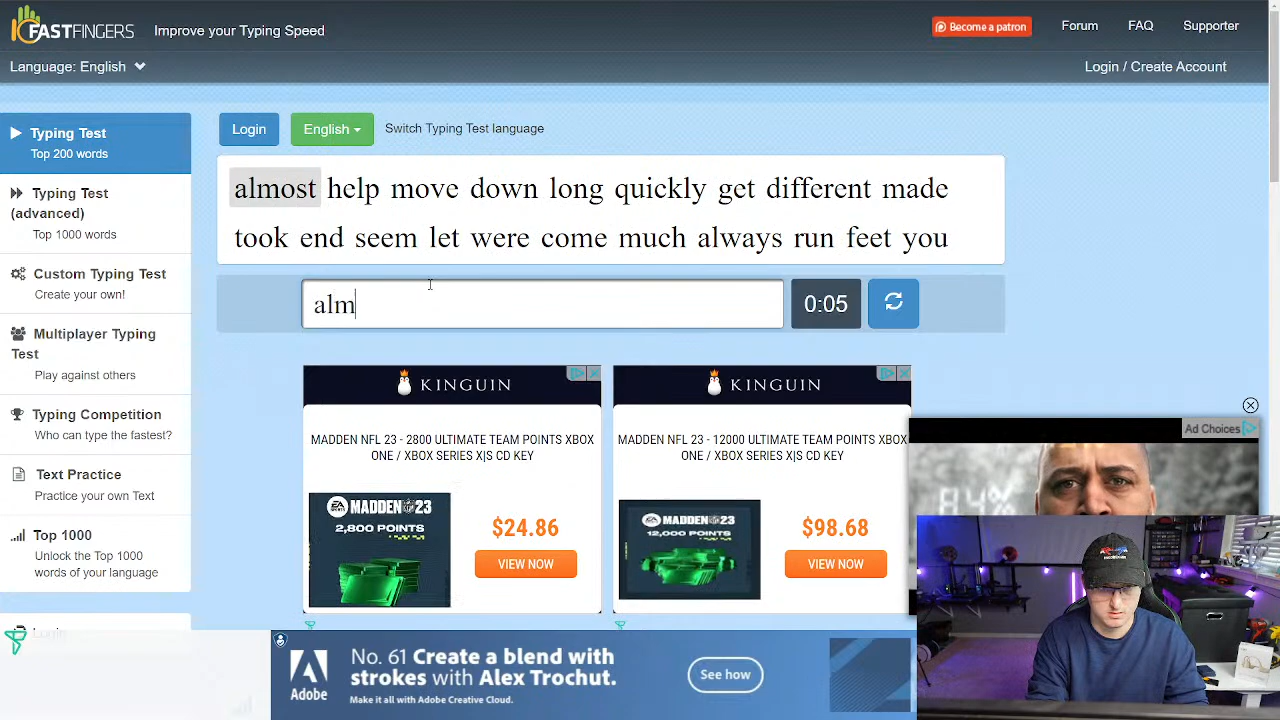 FASTFINGERS
Improve your Typing Speed
Become a patron
Forum
FAQ
Supporter
Language: English
Login / Create Account
Typing Test
Top 200 words
Typing Test
(advanced)
Top 1000 words
Custom Typing Test
Create your own!
Multiplayer Typing
Test
Play against others
Typing Competition
Who can type the fastest?
Text Practice
Practice your own Text
Top 1000
Unlock the Top 1000
words of your language
Login
Login
English
Switch Typing Test language
almost help move down long quickly get different made
took end seem let were come much always run feet you
alm
0:05
KINGUIN
MADDEN NFL 23 - 2800 ULTIMATE TEAM POINTS XBOX
ONE / XBOX SERIES X|S CD KEY
MADDEN 23
2,800 POINTS
$24.86
VIEW NOW
KINGUIN
MADDEN NFL 23 - 12000 ULTIMATE TEAM POINTS XBOX
ONE / XBOX SERIES X|S CD KEY
MADDEN 23
12,000 POINTS
$98.68
VIEW NOW
Ad Choices
Adobe
No. 61 Create a blend with
strokes with Alex Trochut.
Make it all with Adobe Creative Cloud.
See how